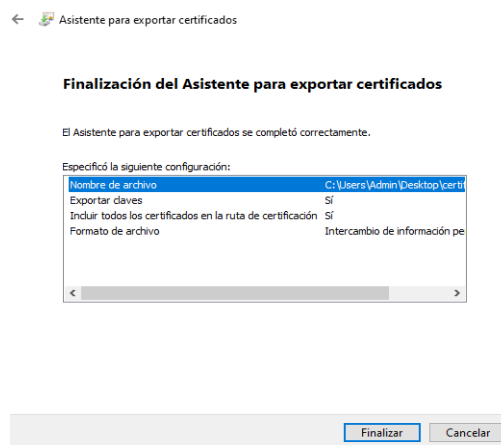 Asistente para exportar certificados
Finalización del Asistente para exportar certificados
El Asistente para exportar certificados se completó correctamente.
Especificó la siguiente configuración:
Nombre de archivo C:\Users\Admin\Desktop\certif
Exportar claves Sí
Incluir todos los certificados en la ruta de certificación Sí
Formato de archivo Intercambio de información pe
Finalizar Cancelar